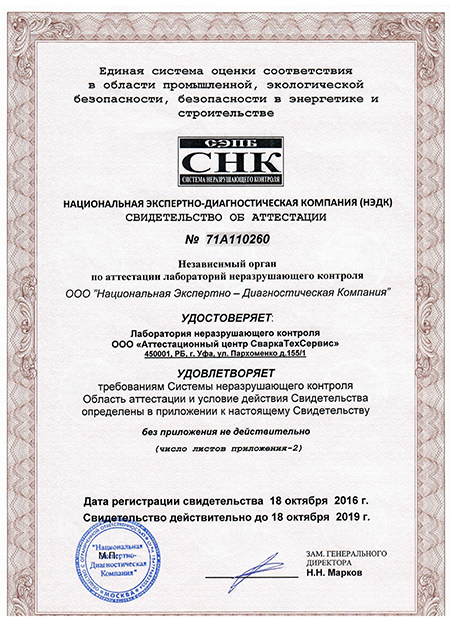 Единая система оценки соответствия
в области промышленной, экологической
безопасности, безопасности в энергетике и
строительстве
СЭПБ
СНК
СИСТЕМА НЕРАЗРУШАЮЩЕГО КОНТРОЛЯ
НАЦИОНАЛЬНАЯ ЭКСПЕРТНО-ДИАГНОСТИЧЕСКАЯ КОМПАНИЯ (НЭДК)
СВИДЕТЕЛЬСТВО ОБ АТТЕСТАЦИИ
№ 71А110260
Независимый орган
по аттестации лабораторий неразрушающего контроля
ООО "Национальная Экспертно – Диагностическая Компания"
УДОСТОВЕРЯЕТ:
Лаборатория неразрушающего контроля
ООО «Аттестационный центр СваркаТехСервис»
450001, РБ, г. Уфа, ул. Пархоменко д.155/1
УДОВЛЕТВОРЯЕТ
требованиям Системы неразрушающего контроля
Область аттестации и условие действия Свидетельства
определены в приложении к настоящему Свидетельству
без приложения не действительно
(число листов приложения-2)
Дата регистрации свидетельства 18 октября 2016 г.
Свидетельство действительно до 18 октября 2019 г.
"Национальная
М.П.
Экспертно-
Диагностическая
Компания"
МОСКВА
ЗАМ. ГЕНЕРАЛЬНОГО
ДИРЕКТОРА
Н.Н. Марков